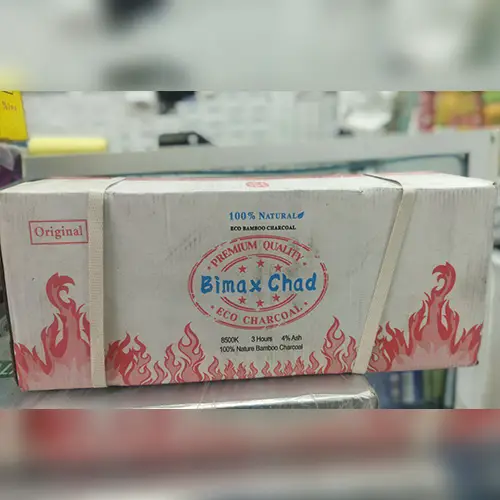 Original
100% NATURAL
ECO BAMBOO CHARCOAL
PREMIUM QUALITY
Bimax Chad
ECO CHARCOAL
8500K 3 Hours 4% Ash
100% Nature Bamboo Charcoal